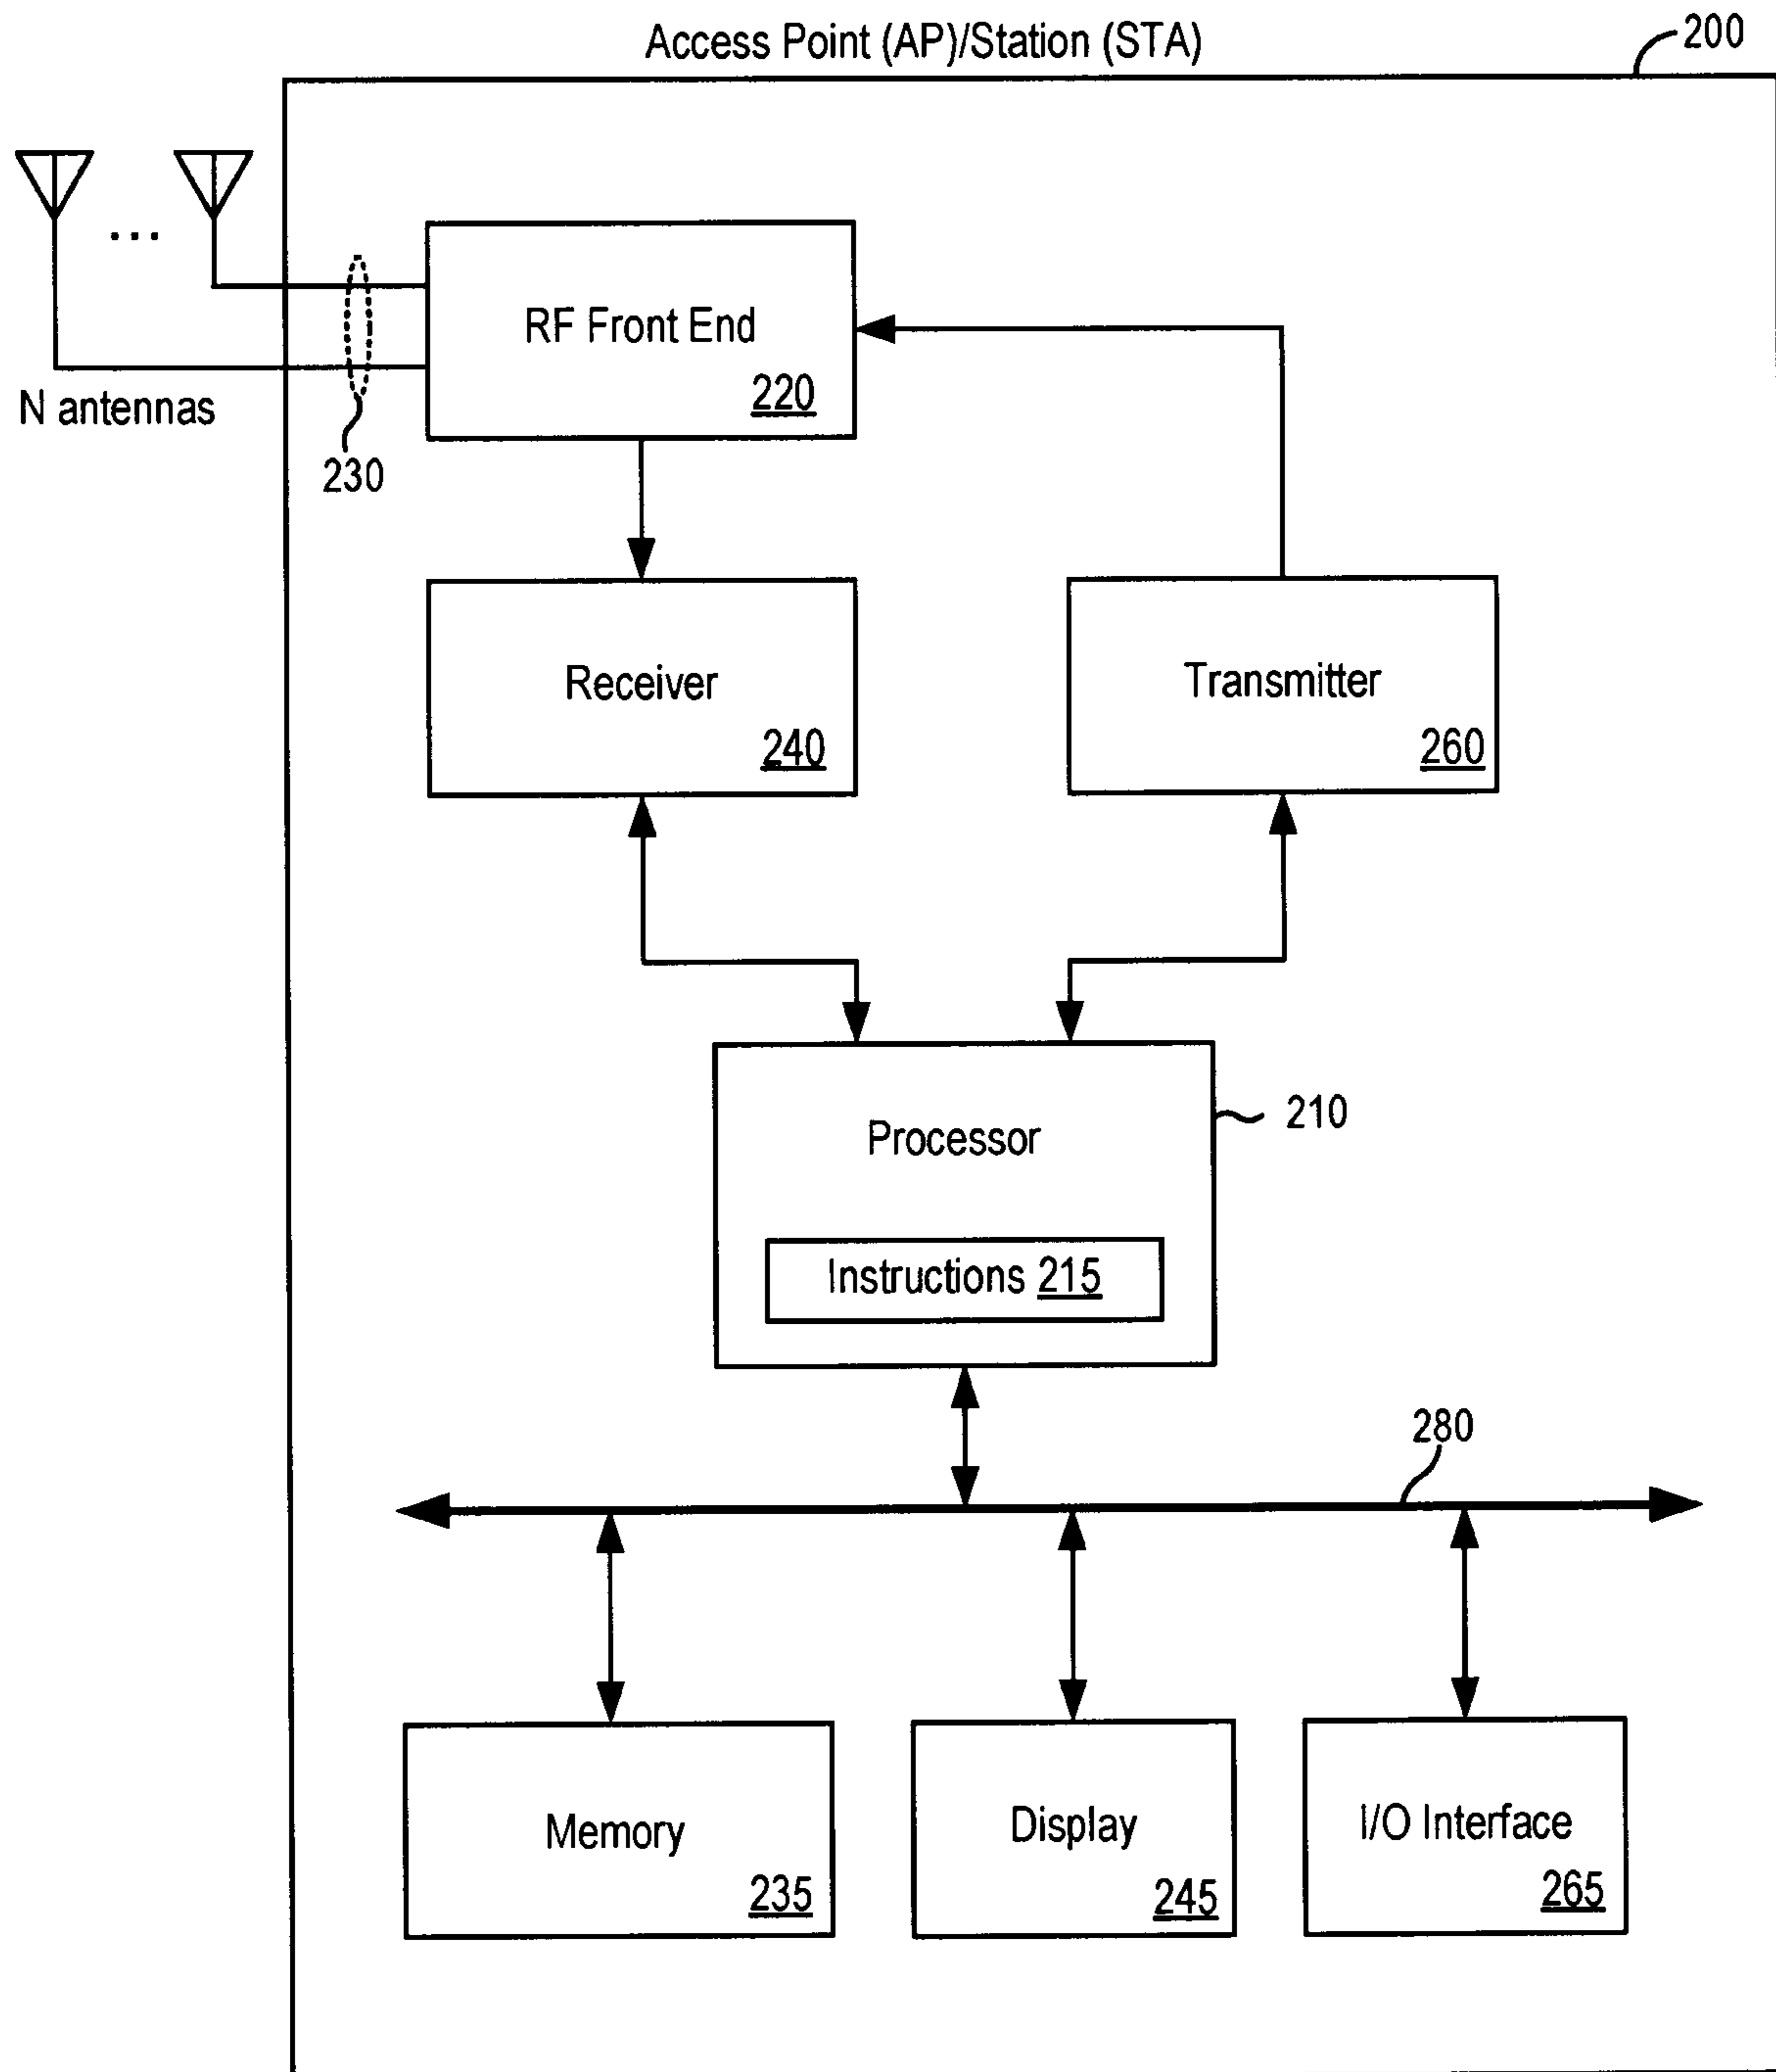 Access Point (AP)/Station (STA)
200
...
RF Front End
220
N antennas
230
Receiver
240
Transmitter
260
Processor
210
Instructions 215
280
Memory
235
Display
245
I/O Interface
265